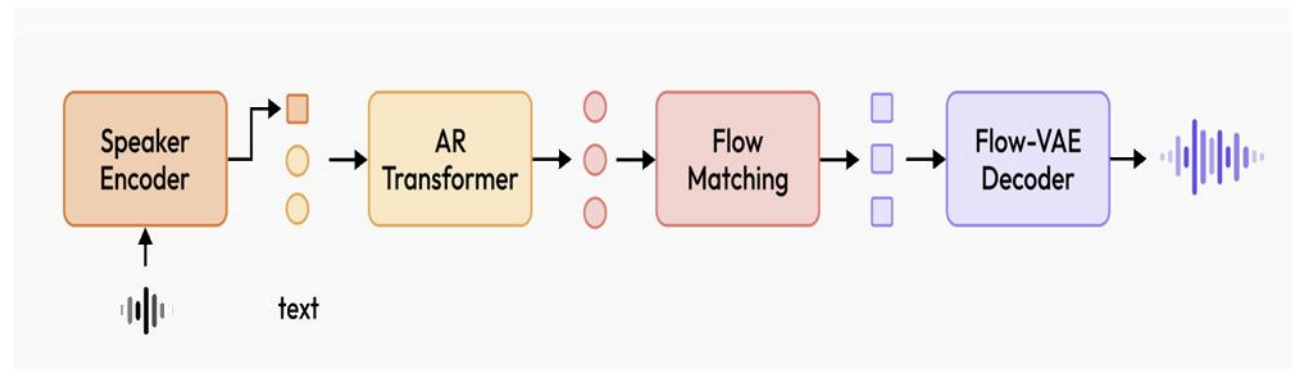 Speaker
Encoder
AR
Transformer
Flow
Matching
Flow-VAE
Decoder
text